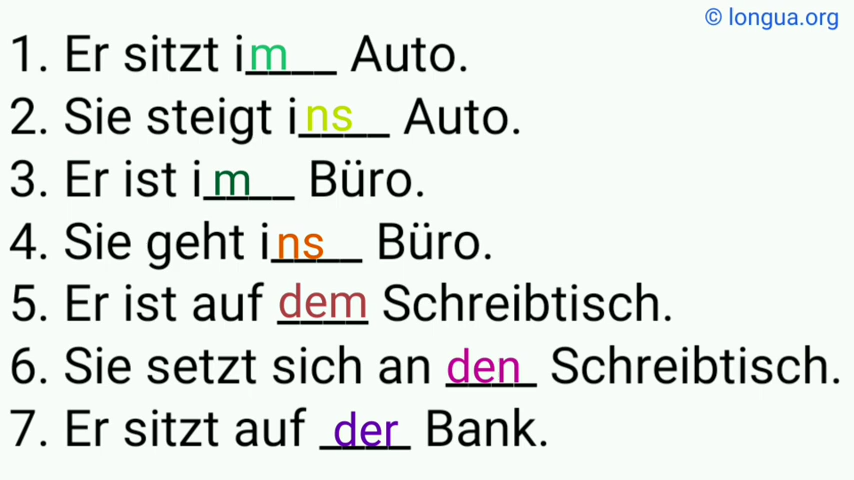 © longua.org
1. Er sitzt im Auto.
2. Sie steigt ins Auto.
3. Er ist im Büro.
4. Sie geht ins Büro.
5. Er ist auf dem Schreibtisch.
6. Sie setzt sich an den Schreibtisch.
7. Er sitzt auf der Bank.